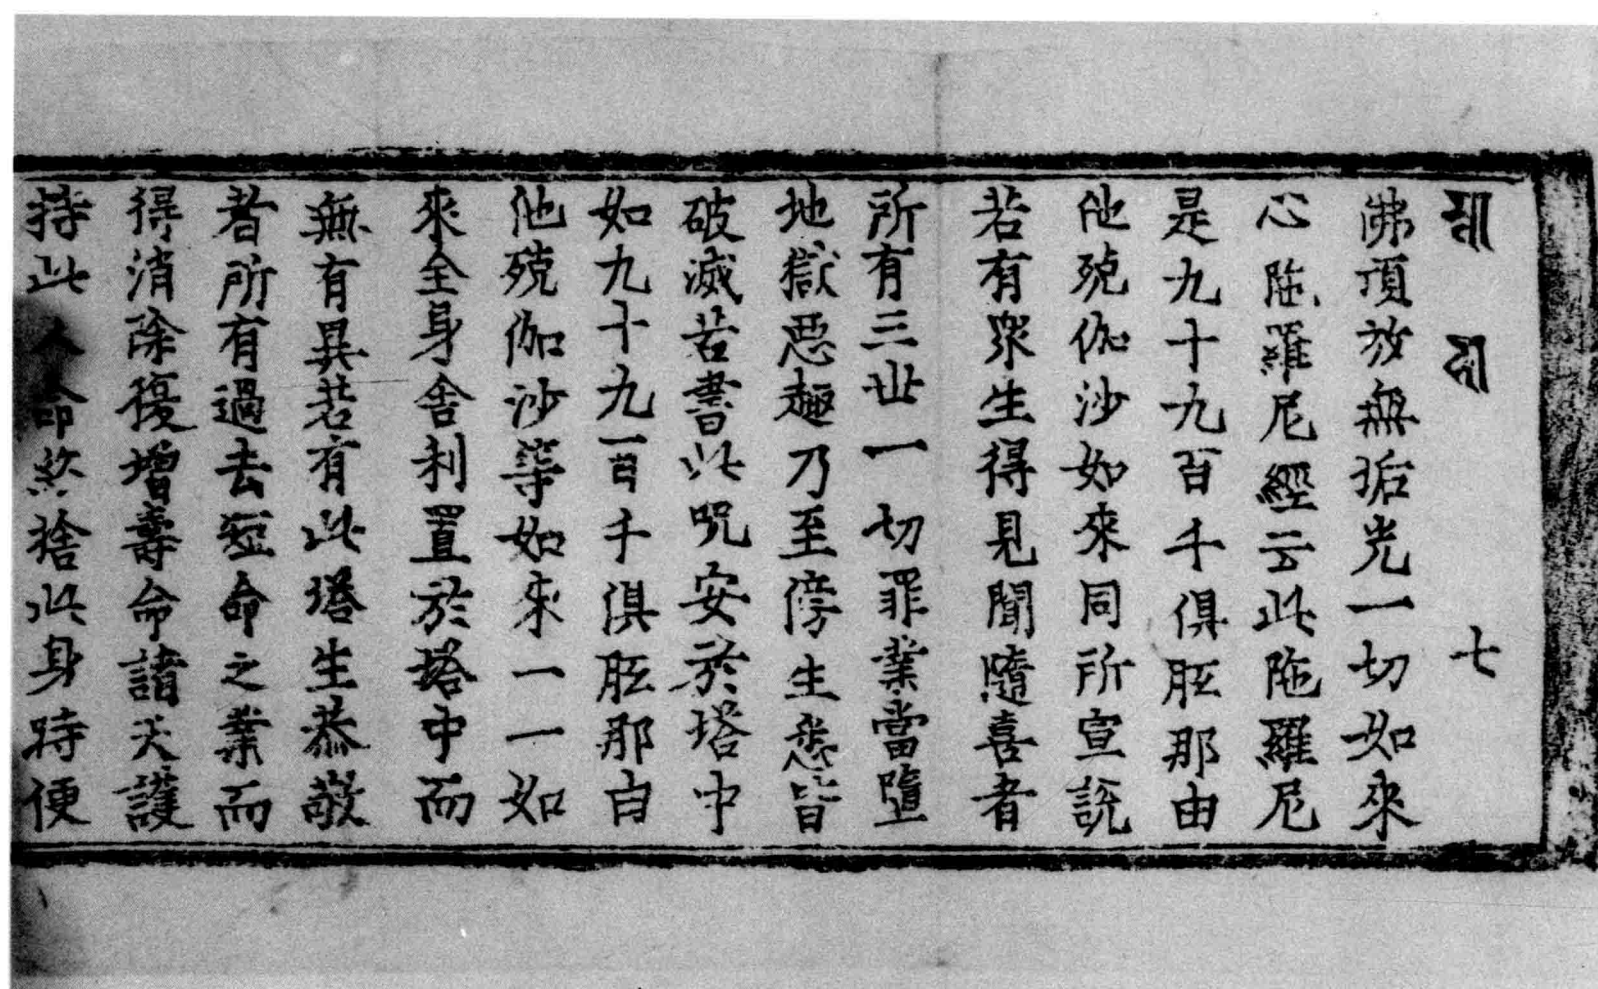 七
佛頂放無垢光一切如來
心陁羅尼經云此陁羅尼
是九十九百千俱胝那由
他殑伽沙如來同所宣說
若有衆生得見聞隨喜者
所有三世一切罪業當墮
地獄惡趣乃至傍生悉皆
破滅若書此咒安於塔中
如九十九百千俱胝那由
他殑伽沙等如來一一如
來全身舍利置於塔中而
無有異若有此塔生恭敬
者所有過去短命之業而
得消除復增壽命諸天護
持此人命終捨此身時便